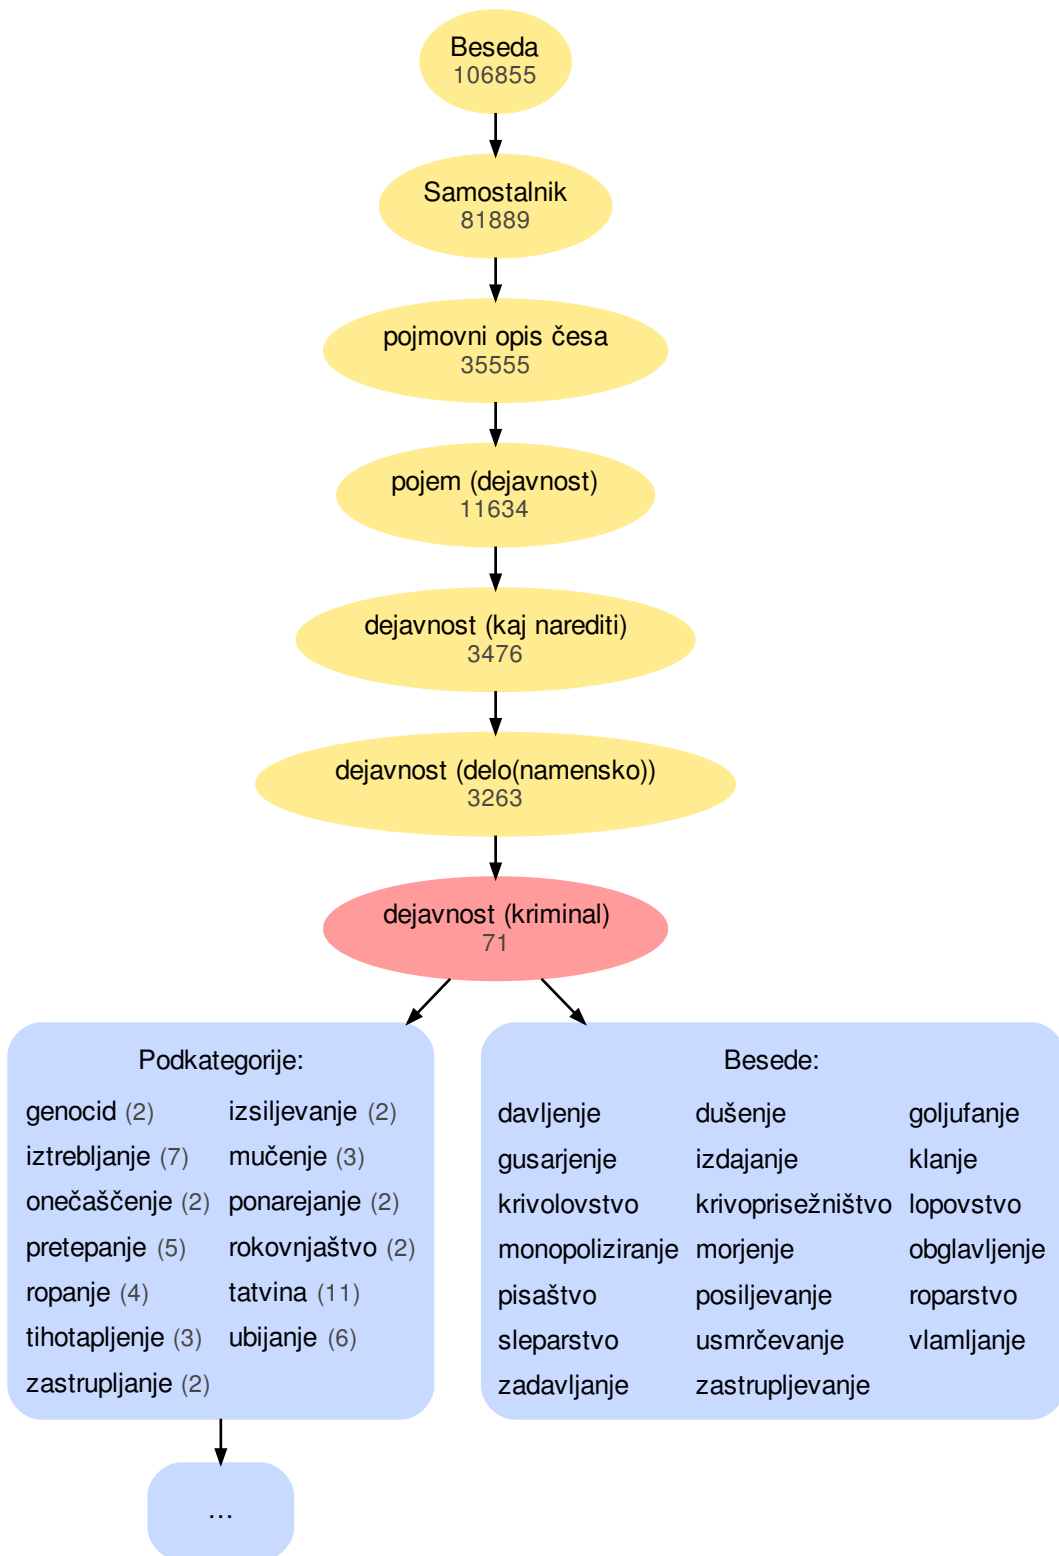 Beseda
106855
Samostalnik
81889
pojmovni opis česa
35555
pojem (dejavnost)
11634
dejavnost (kaj narediti)
3476
dejavnost (delo(namensko))
3263
dejavnost (kriminal)
71
Podkategorije:
genocid (2) izsiljevanje (2)
iztrebljanje (7) mučenje (3)
onečaščenje (2) ponarejanje (2)
pretepanje (5) rokovnjaštvo (2)
ropanje (4) tatvina (11)
tihotapljenje (3) ubijanje (6)
zastrupljanje (2)
...
Besede:
davljenje dušenje goljufanje
gusarjenje izdajanje klanje
krivolovstvo krivoprisežništvo lopovstvo
monopoliziranje morjenje obglavljenje
pisaštvo posiljevanje roparstvo
sleparstvo usmrčevanje vlamljanje
zadavljanje zastrupljevanje